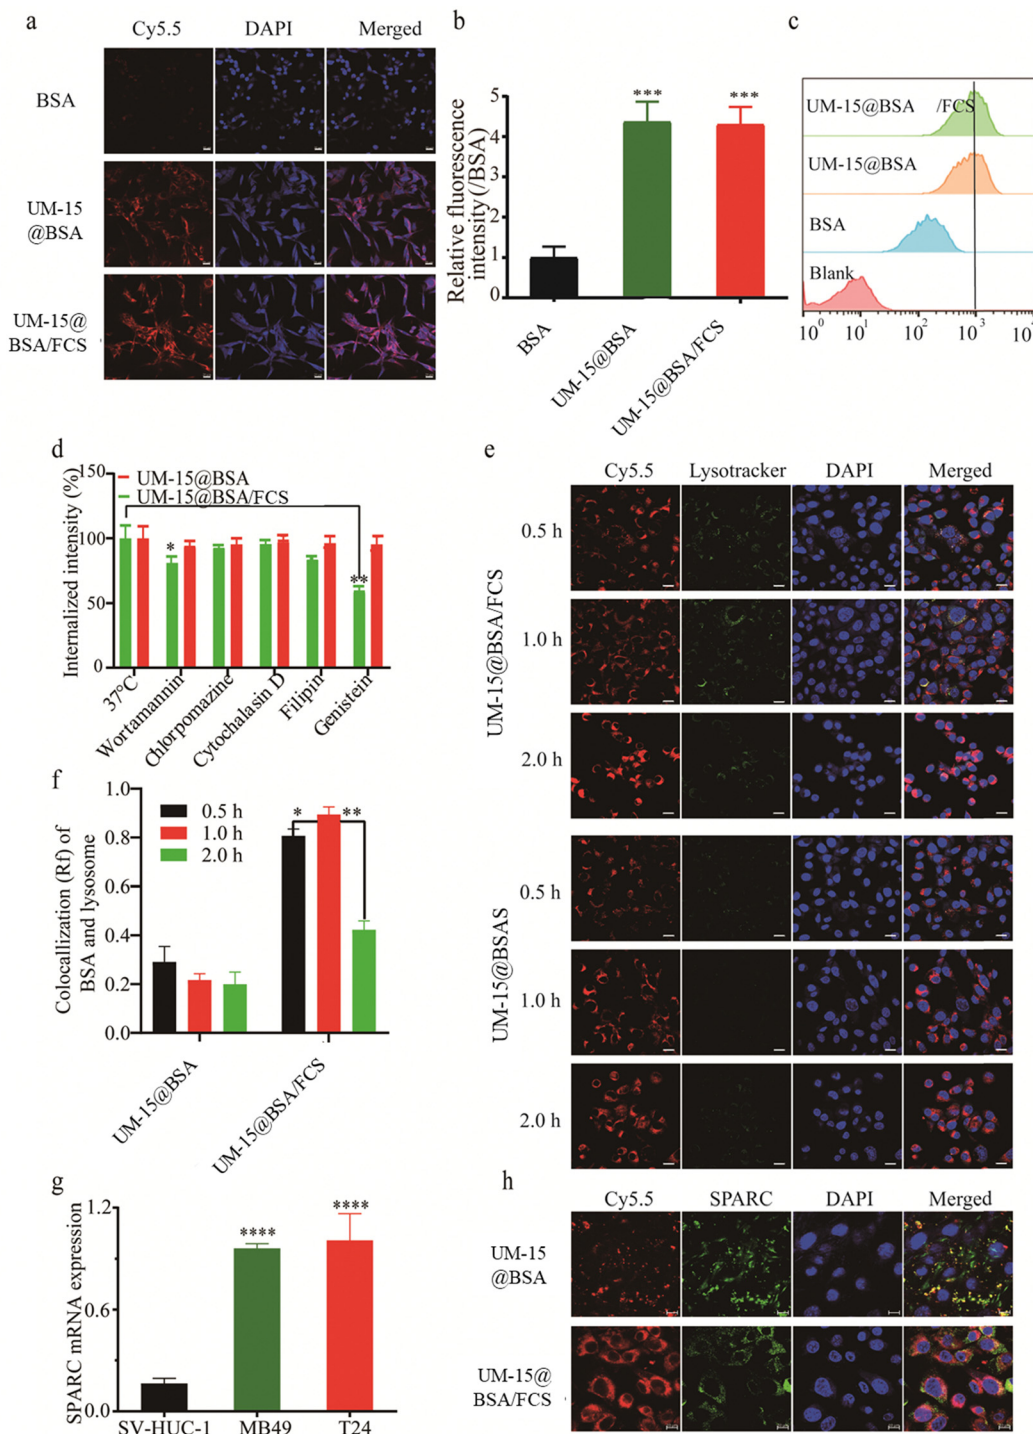 a
Cy5.5 DAPI Merged
BSA
UM-15
@BSA
UM-15@
BSA/FCS
b
Relative fluorescence
intensity(/BSA)
5
4
3
2
1
0
*** ***
BSA
UM-15@BSA
UM-15@BSA/FCS
c
UM-15@BSA /FCS
UM-15@BSA
BSA
Blank
10⁰ 10¹ 10² 10³ 10
d
Internalized intensity (%)
150
100
50
0
UM-15@BSA
UM-15@BSA/FCS
* **
37°C
Wortamannin
Chlorpomazine
Cytochalasin D
Filipin
Genistein
e
Cy5.5 Lysotracker DAPI Merged
UM-15@BSA/FCS
0.5 h
1.0 h
2.0 h
UM-15@BSAS
0.5 h
1.0 h
2.0 h
f
Colocallization (Rf) of
BSA and lysosome
0.8
0.6
0.4
0.2
0.0
0.5 h
1.0 h
2.0 h
* **
UM-15@BSA
UM-15@BSA/FCS
g
SPARC mRNA expression
1.2
0.6
0.0
**** ****
SV-HUC-1 MB49 T24
h
Cy5.5 SPARC DAPI Merged
UM-15
@BSA
UM-15@
BSA/FCS